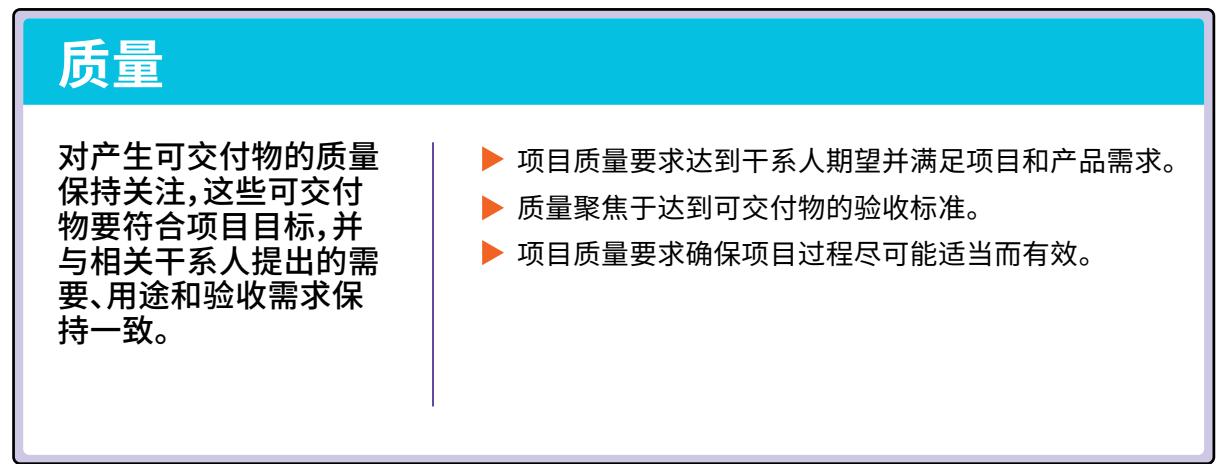 质量
对产生可交付物的质量
保持关注，这些可交付
物要符合项目目标，并
与相关干系人提出的需
要、用途和验收需求保
持一致。
▶ 项目质量要求达到干系人期望并满足项目和产品需求。
▶ 质量聚焦于达到可交付物的验收标准。
▶ 项目质量要求确保项目过程尽可能适当而有效。